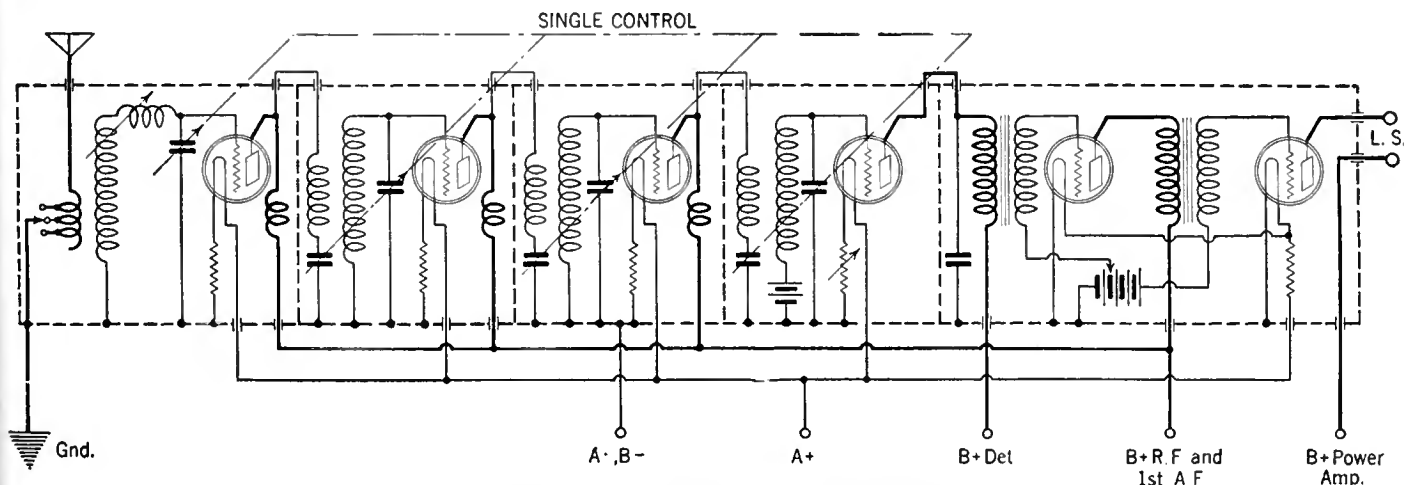 SINGLE CONTROL
L. S.
Gnd.
A-,B-
A+
B+Det
B+R.F and
1st A F
B+Power
Amp.